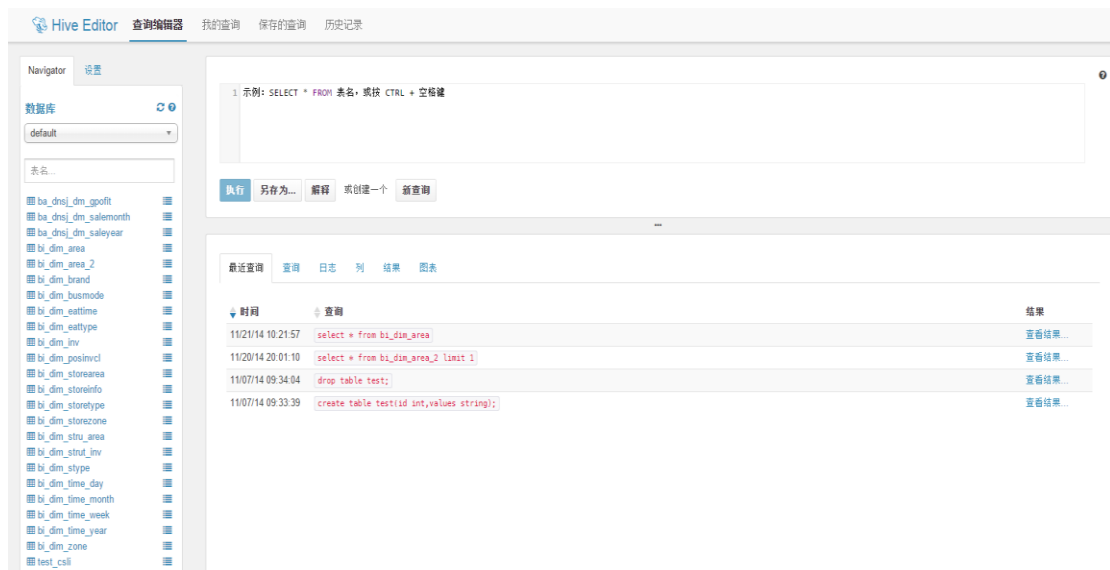 Hive Editor 查询编辑器 我的查询 保存的查询 历史记录
Navigator 设置
数据库
default
表名...
ba_dnsj_dm_gpofit
ba_dnsj_dm_salemonth
ba_dnsj_dm_saleyear
bi_dim_area
bi_dim_area_2
bi_dim_brand
bi_dim_busmode
bi_dim_eattime
bi_dim_eattype
bi_dim_inv
bi_dim_posinvcl
bi_dim_storearea
bi_dim_storeinfo
bi_dim_storetype
bi_dim_storezone
bi_dim_stru_area
bi_dim_strut_inv
bi_dim_stype
bi_dim_time_day
bi_dim_time_month
bi_dim_time_week
bi_dim_time_year
bi_dim_zone
test_csli
1 示例: SELECT * FROM 表名, 或按 CTRL + 空格键
执行 另存为... 解释 或创建一个 新查询
最近查询 查询 日志 列 结果 图表
时间 查询 结果
11/21/14 10:21:57 select * from bi_dim_area 查看结果...
11/20/14 20:01:10 select * from bi_dim_area_2 limit 1 查看结果...
11/07/14 09:34:04 drop table test; 查看结果...
11/07/14 09:33:39 create table test(id int,values string); 查看结果...